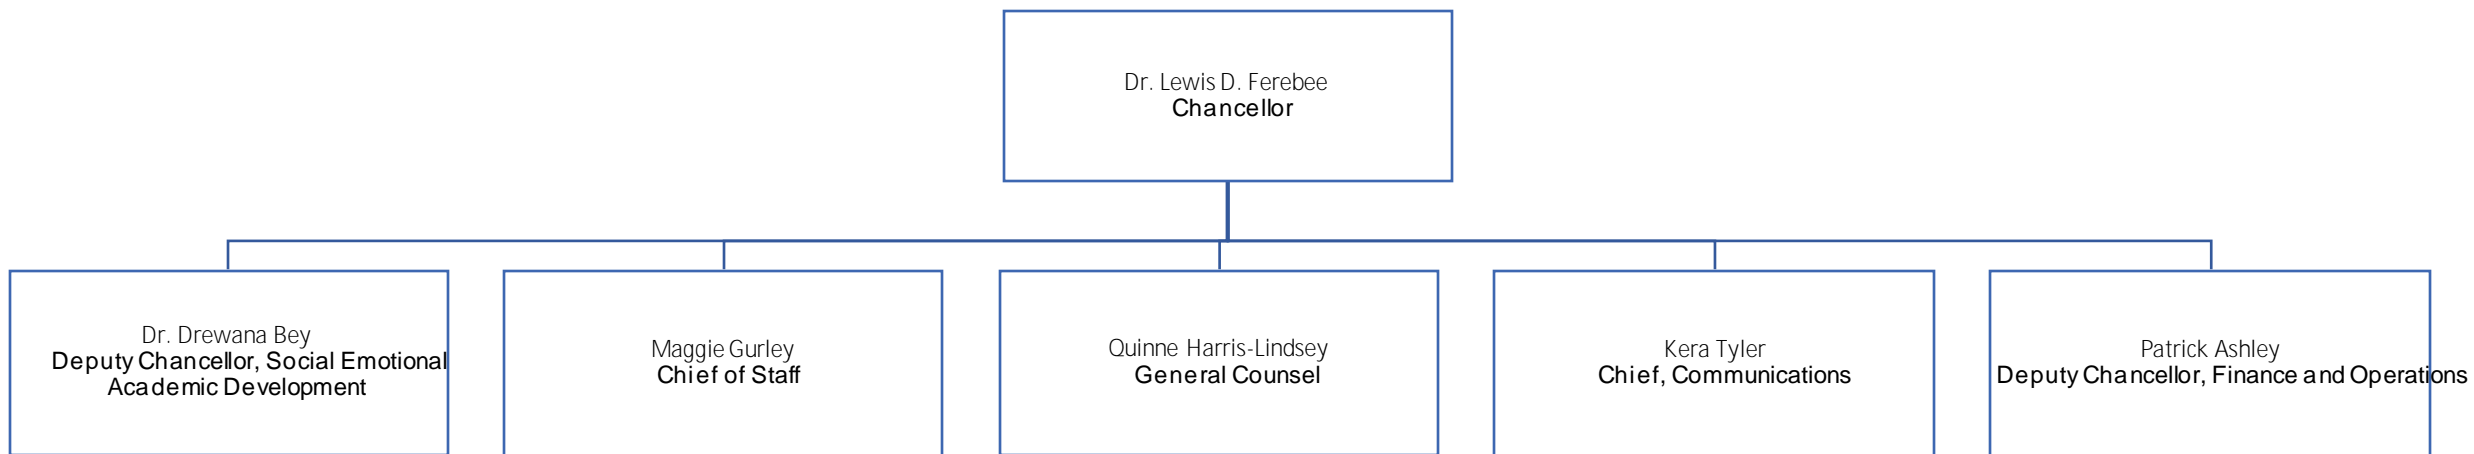 Dr. Lewis D. Ferebee
Chancellor
Dr. Drewana Bey
Deputy Chancellor, Social Emotional
Academic Development
Maggie Gurley
Chief of Staff
Quinne Harris-Lindsey
General Counsel
Kera Tyler
Chief, Communications
Patrick Ashley
Deputy Chancellor, Finance and Operations